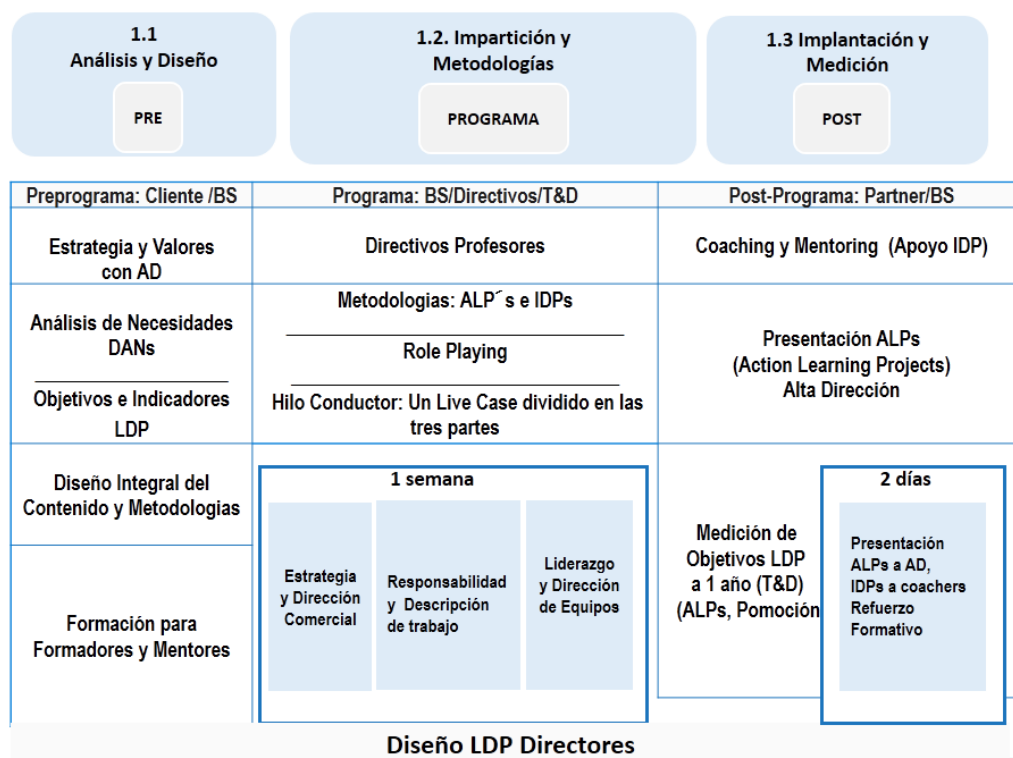 1.1
Análisis y Diseño
PRE
1.2. Impartición y
Metodologías
PROGRAMA
1.3 Implantación y
Medición
POST
Preprograma: Cliente /BS
Programa: BS/Directivos/T&D
Post-Programa: Partner/BS
Estrategia y Valores
con AD
Directivos Profesores
Coaching y Mentoring (Apoyo IDP)
Análisis de Necesidades
DANs
Objetivos e Indicadores
LDP
Metodologias: ALP´s e IDPs
Role Playing
Hilo Conductor: Un Live Case dividido en las
tres partes
Presentación ALPs
(Action Learning Projects)
Alta Dirección
Diseño Integral del
Contenido y Metodologias
Formación para
Formadores y Mentores
1 semana
Estrategia
y Dirección
Comercial
Responsabilidad
y Descripción
de trabajo
Liderazgo
y Dirección
de Equipos
Medición de
Objetivos LDP
a 1 año (T&D)
(ALPs, Pomoción
2 días
Presentación
ALPs a AD,
IDPs a coachers
Refuerzo
Formativo
Diseño LDP Directores